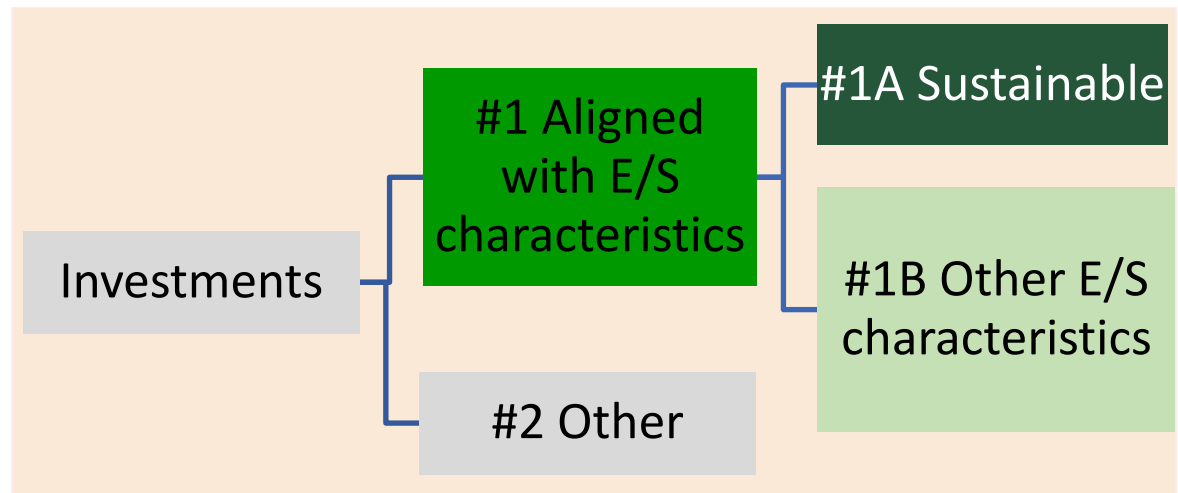 #1A Sustainable
#1 Aligned
with E/S
characteristics
Investments
#1B Other E/S
characteristics
#2 Other